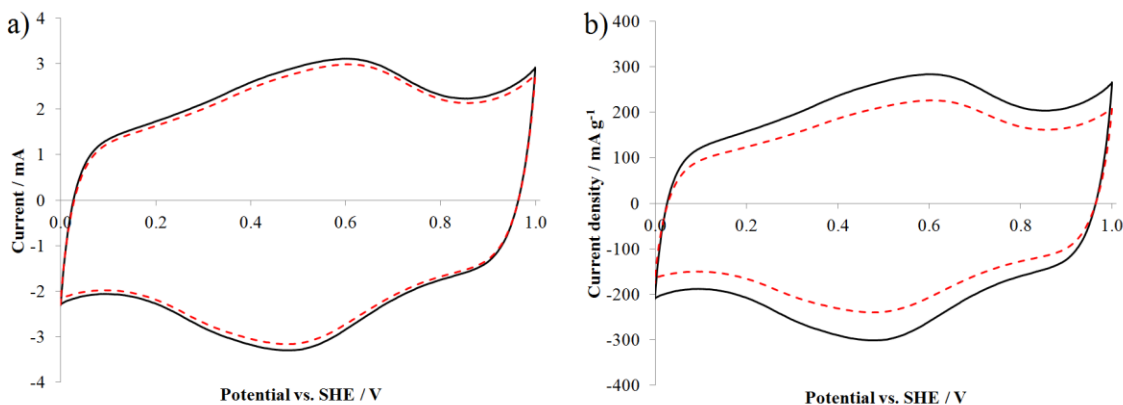 a)
4
3
2
1
0
-1
-2
-3
-4
0.0 0.2 0.4 0.6 0.8 1.0
Current / mA
Potential vs. SHE / V
b)
400
300
200
100
0
-100
-200
-300
-400
0.0 0.2 0.4 0.6 0.8 1.0
Current density / mA g⁻¹
Potential vs. SHE / V